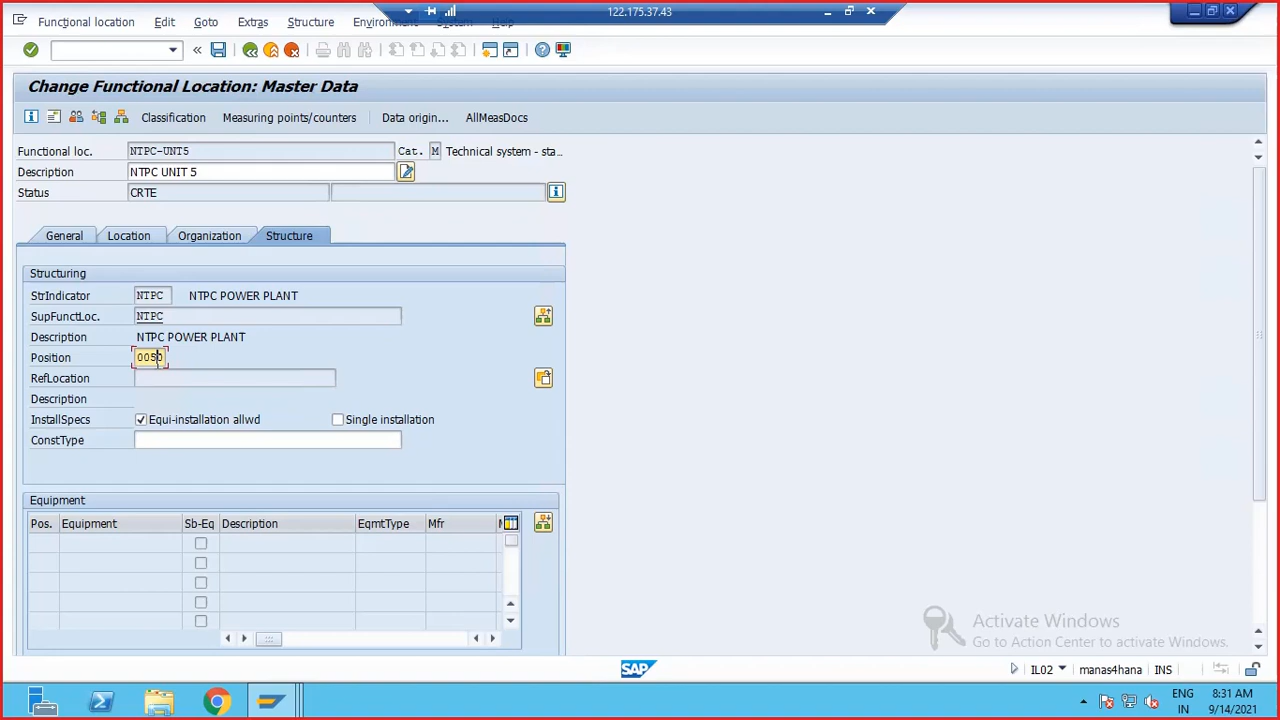 122.175.37.43
Functional location Edit Goto Extras Structure Environment System Help
Change Functional Location: Master Data
Classification Measuring points/counters Data origin... AllMeasDocs
Functional loc. NTPC-UNT5 Cat. M Technical system - sta...
Description NTPC UNIT 5
Status CRTE
General Location Organization Structure
Structuring
StrIndicator NTPC NTPC POWER PLANT
SupFunctLoc. NTPC
Description NTPC POWER PLANT
Position 0050
RefLocation
Description
InstallSpecs Equi-installation allwd Single installation
ConstType
Equipment
Pos. Equipment Sb-Eq Description EqmtType Mfr
Activate Windows
Go to Action Center to activate Windows.
SAP IL02 manas4hana INS
ENG 8:31 AM
IN 9/14/2021